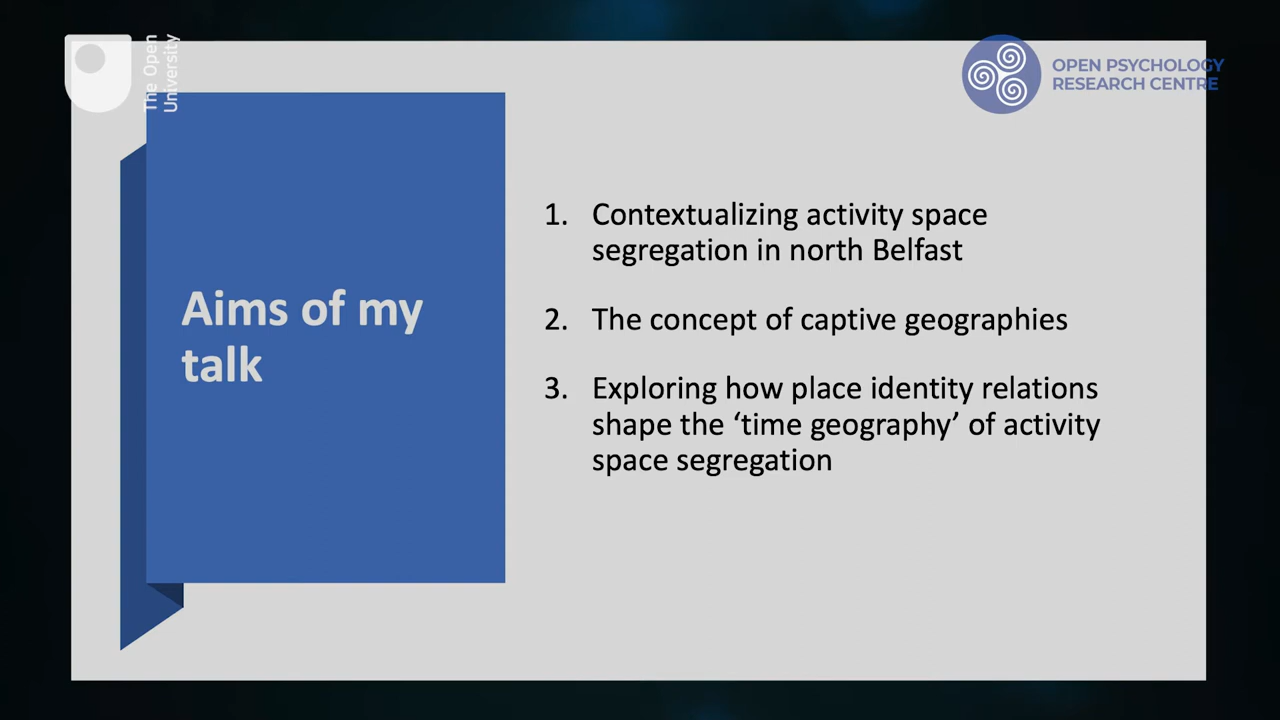 The Open
University
OPEN PSYCHOLOGY
RESEARCH CENTRE
Aims of my
talk
1. Contextualizing activity space
segregation in north Belfast
2. The concept of captive geographies
3. Exploring how place identity relations
shape the ‘time geography’ of activity
space segregation